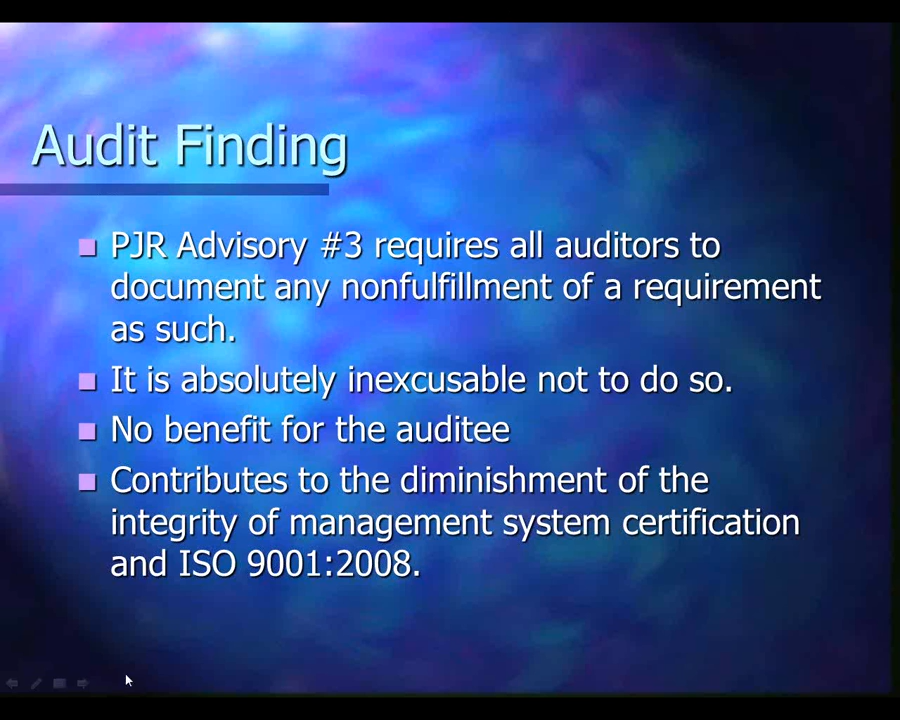 Audit Finding
PJR Advisory #3 requires all auditors to
document any nonfulfillment of a requirement
as such.
It is absolutely inexcusable not to do so.
No benefit for the auditee
Contributes to the diminishment of the
integrity of management system certification
and ISO 9001:2008.